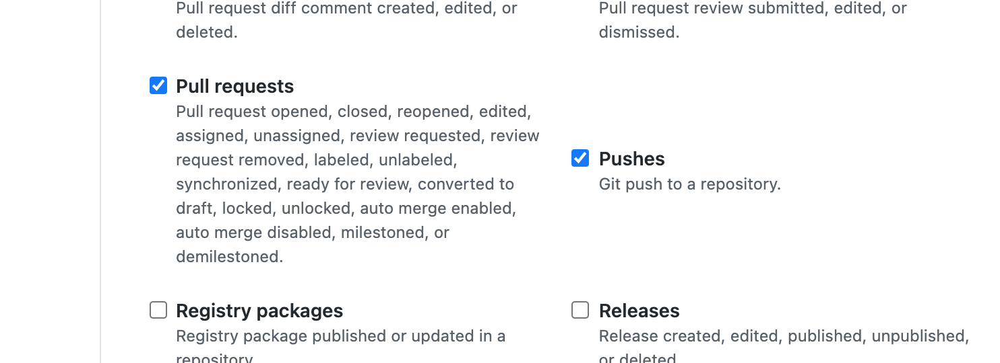 Pull request diff comment created, edited, or
deleted.
Pull request review submitted, edited, or
dismissed.
Pull requests
Pull request opened, closed, reopened, edited,
assigned, unassigned, review requested, review
request removed, labeled, unlabeled,
synchronized, ready for review, converted to
draft, locked, unlocked, auto merge enabled,
auto merge disabled, milestoned, or
demilestoned.
Pushes
Git push to a repository.
Registry packages
Registry package published or updated in a
repository.
Releases
Release created, edited, published, unpublished,
or deleted.